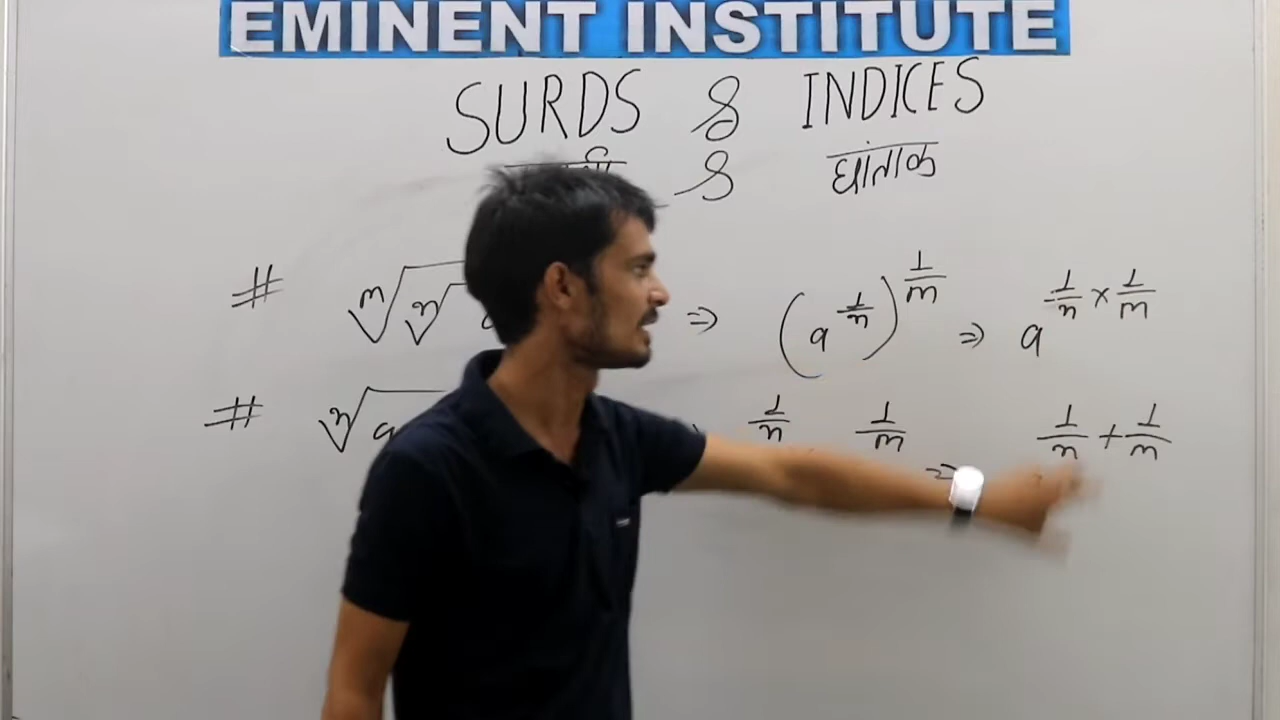 EMINENT INSTITUTE
SURDS & INDICES
& घातांक
# m√ n√ ⇒ (a^(1/n))^(1/m) ⇒ a^(1/n × 1/m)
# n√a 1/n 1/m ⇒ 1/n + 1/m